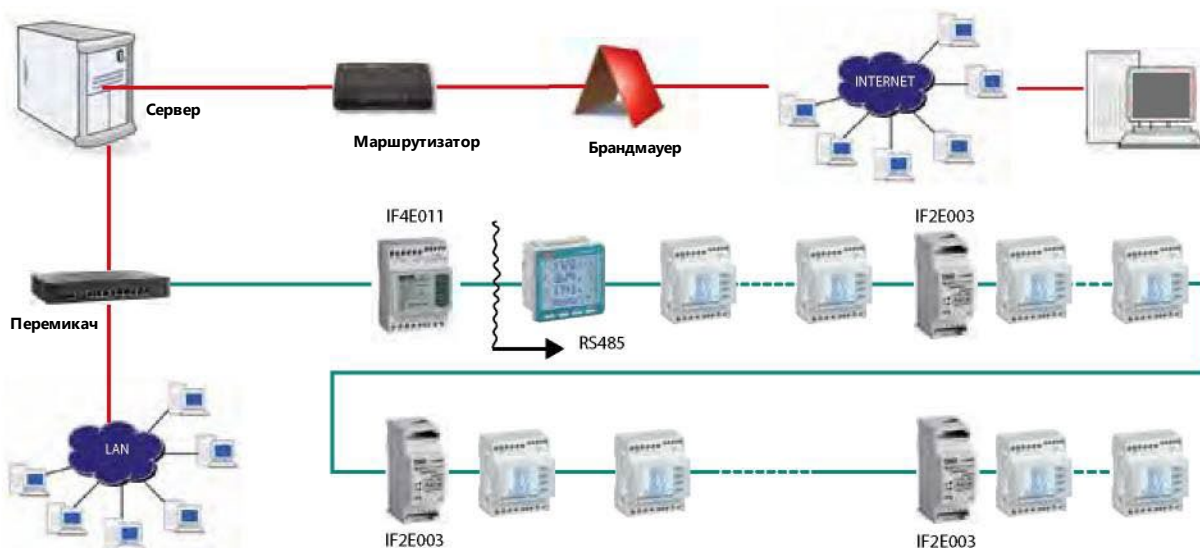 Сервер
Маршрутизатор
Брандмауер
INTERNET
IF4E011
IF2E003
Перемикач
RS485
LAN
IF2E003
IF2E003